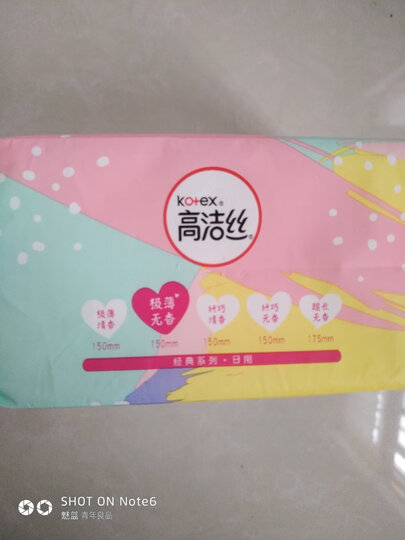 kotex
高洁丝
极薄 清香 150mm
极薄 无香 150mm
纤巧 清香 150mm
纤巧 无香 150mm
超长 无香 175mm
经典系列·日用
SHOT ON Note6
魅蓝 青年良品